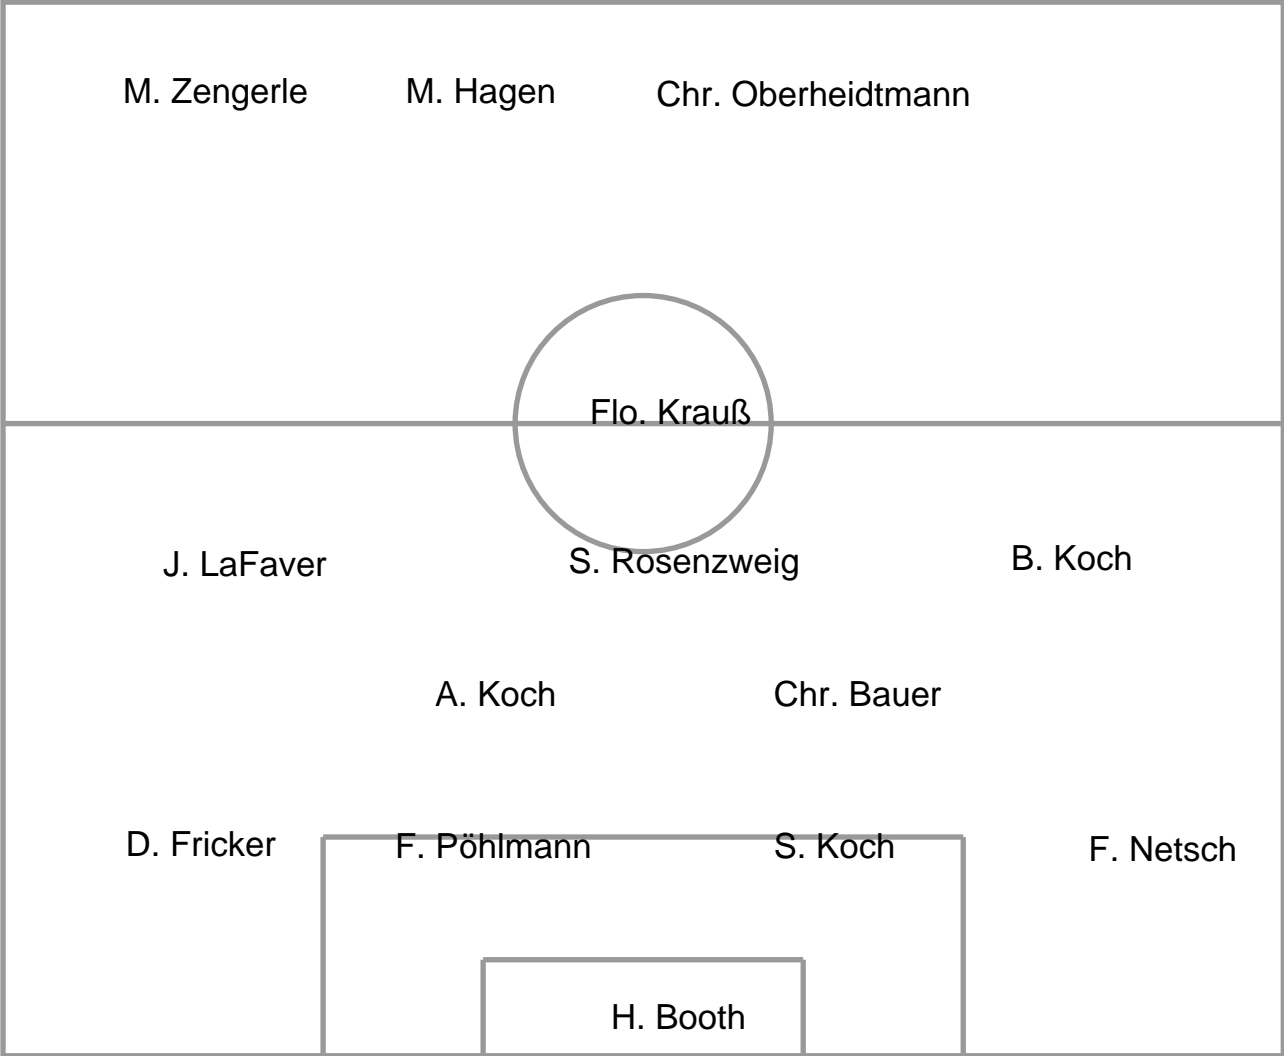 M. Zengerle M. Hagen Chr. Oberheidtmann
Flo. Krauß
J. LaFaver S. Rosenzweig B. Koch
A. Koch Chr. Bauer
D. Fricker F. Pöhlmann S. Koch F. Netsch
H. Booth